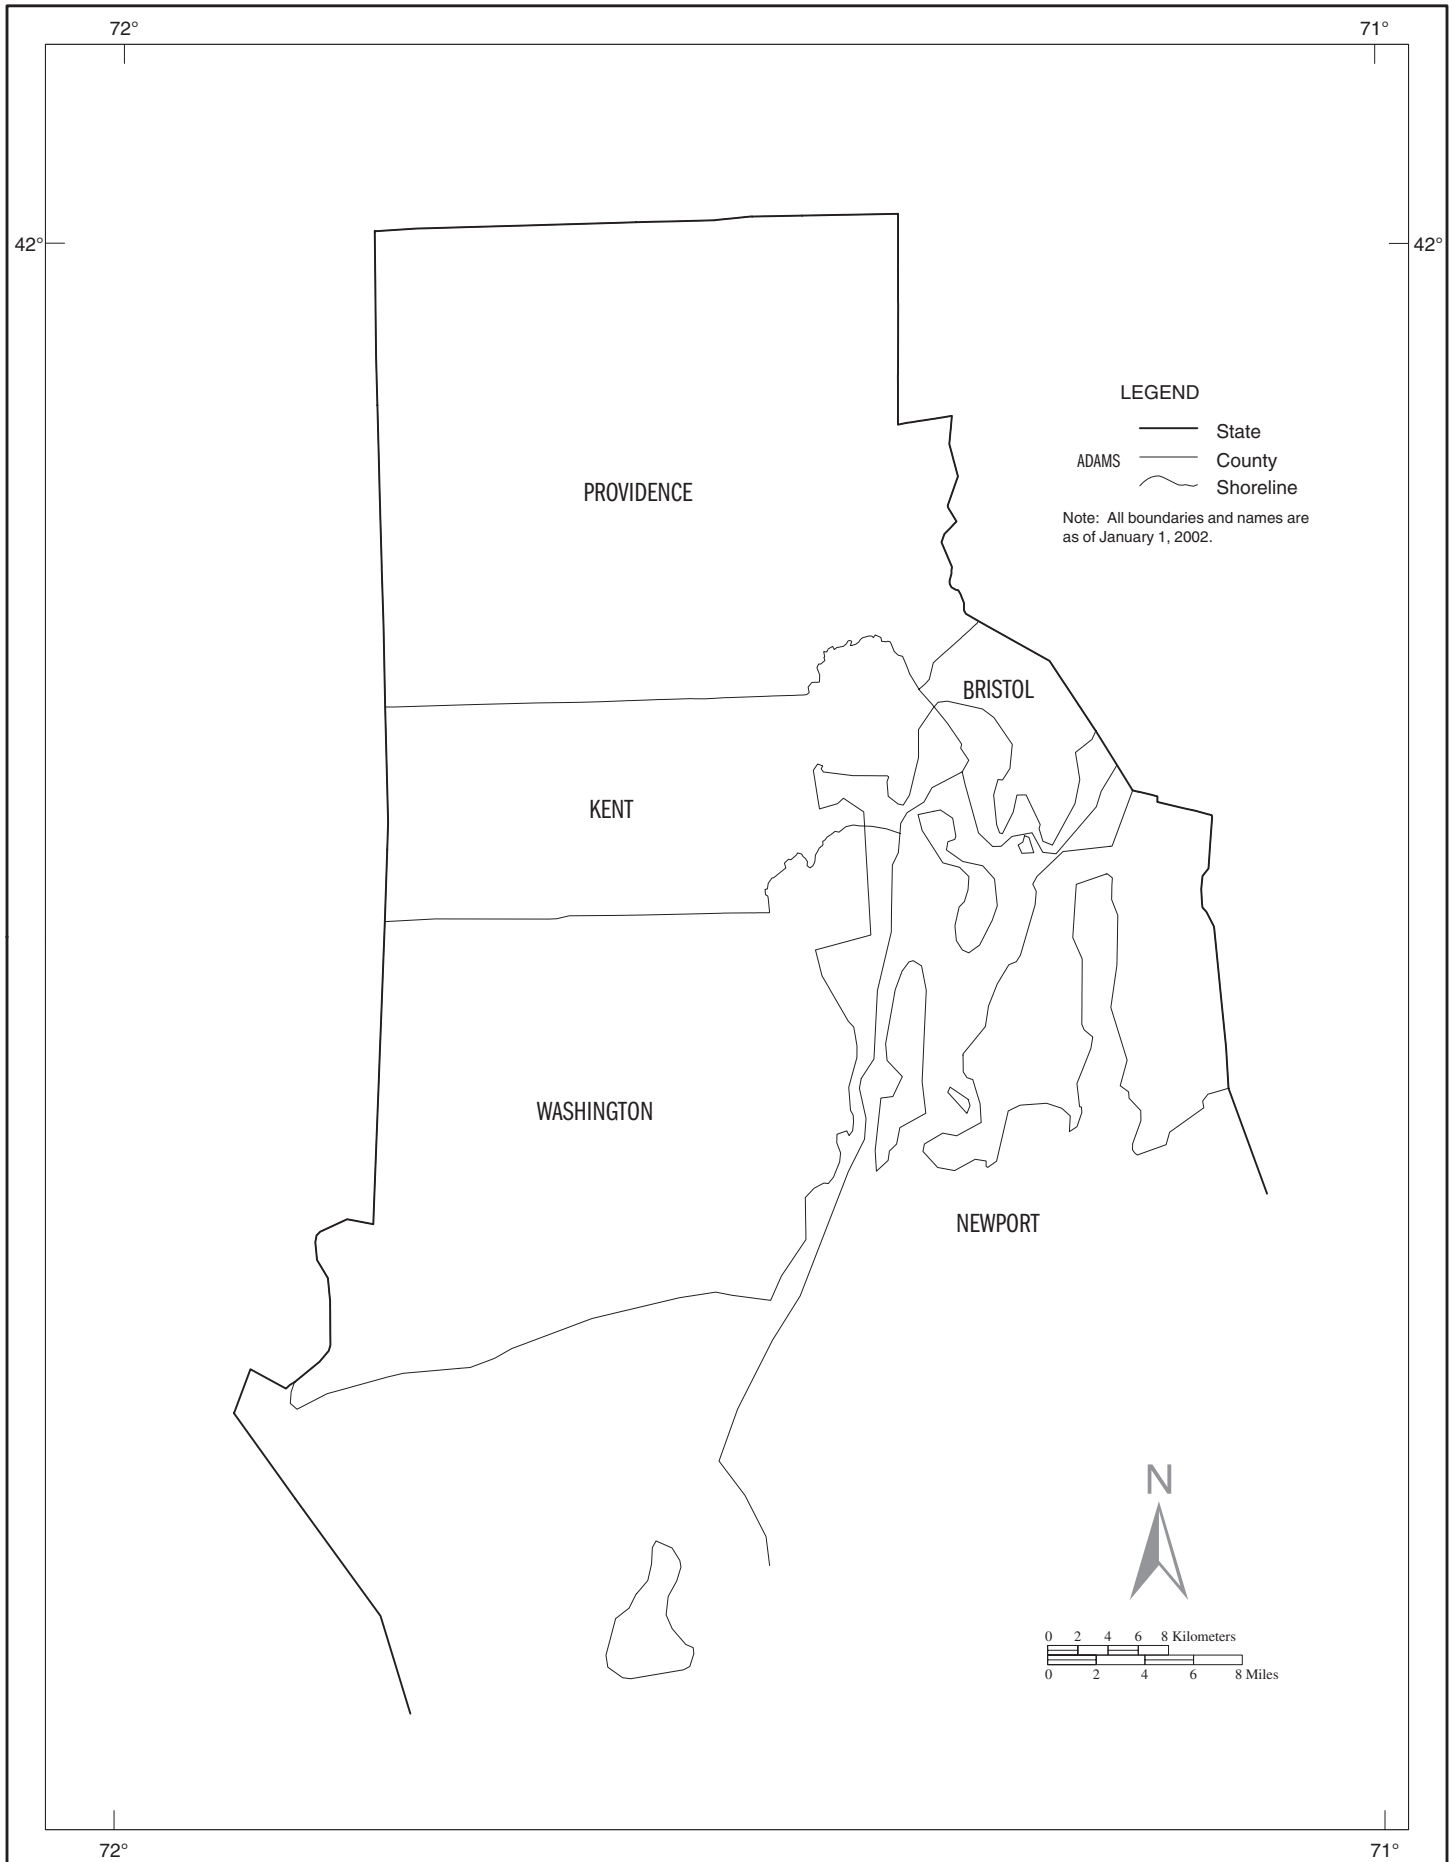 72°
71°
42°
42°
LEGEND
State
ADAMS
County
Shoreline
Note: All boundaries and names are
as of January 1, 2002.
PROVIDENCE
BRISTOL
KENT
WASHINGTON
NEWPORT
N
0 2 4 6 8 Kilometers
0 2 4 6 8 Miles
72°
71°